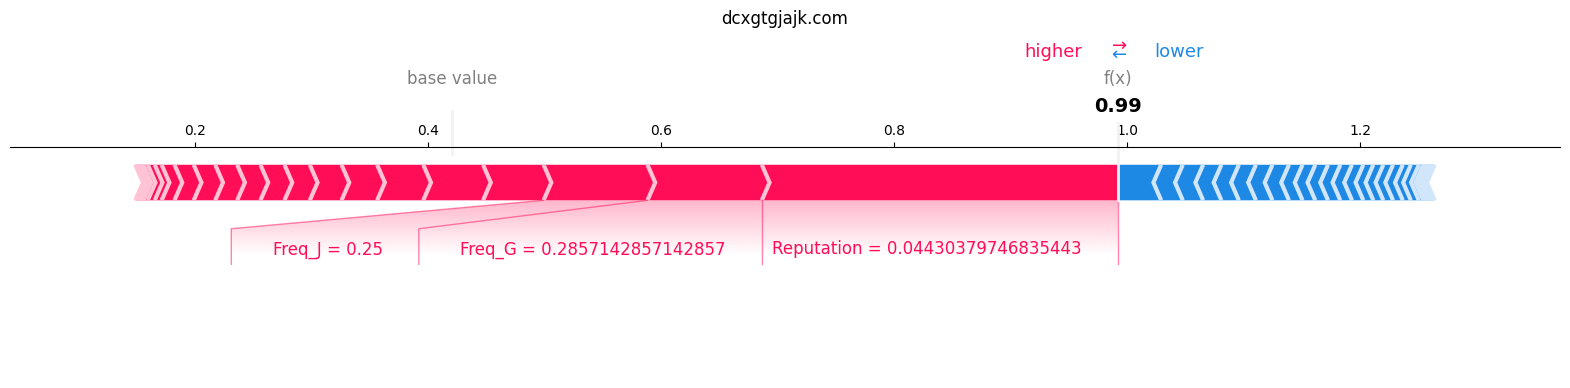 dcxgtgjajk.com
higher ⇄ lower
base value f(x)
0.99
0.2 0.4 0.6 0.8 1.0 1.2
Freq_J = 0.25 Freq_G = 0.2857142857142857 Reputation = 0.04430379746835443